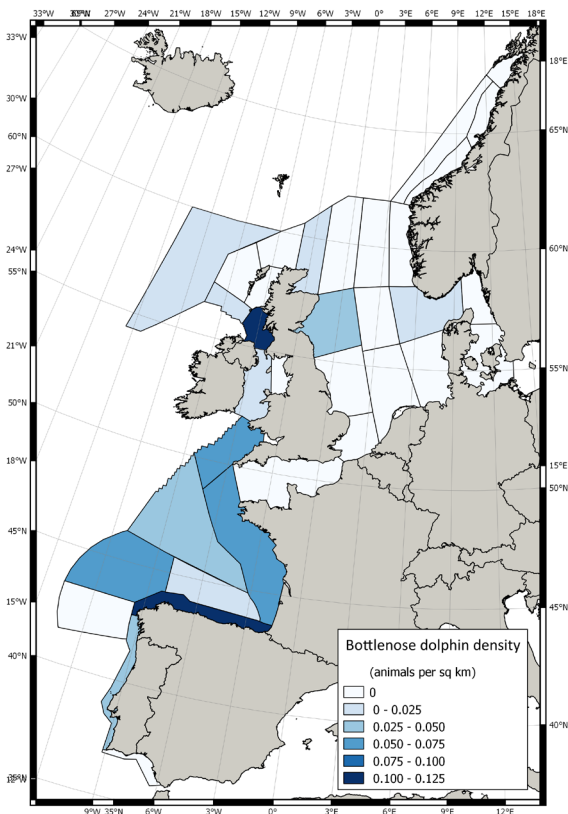 33°W 24°W 21°W 18°W 15°W 12°W 9°W 6°W 3°W 0° 3°E 6°E 9°E 12°E 15°E 18°E
33°W
18°E
30°W
65°N
60°N
27°W
60°N
24°W
55°N
21°W
55°N
50°N
18°W
15°E
50°N
45°N
15°W
45°N
40°N
Bottlenose dolphin density
(animals per sq km)
0
0 - 0.025
0.025 - 0.050
40°N
0.050 - 0.075
0.075 - 0.100
0.100 - 0.125
9°W 6°W 3°W 0° 3°E 6°E 9°E 12°E